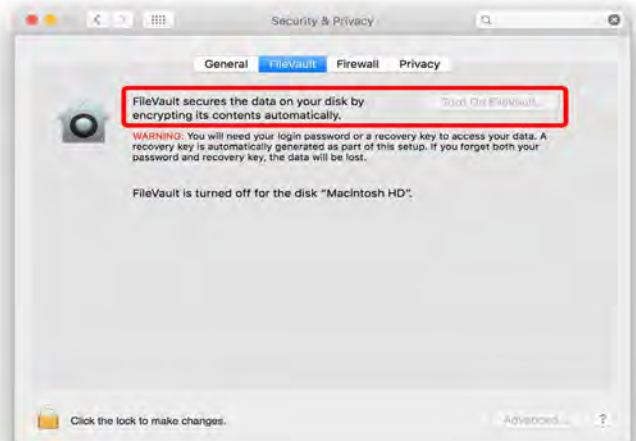 Security & Privacy
General FileVault Firewall Privacy
FileVault secures the data on your disk by
encrypting its contents automatically.
Turn On FileVault...
WARNING: You will need your login password or a recovery key to access your data. A
recovery key is automatically generated as part of this setup. If you forget both your
password and recovery key, the data will be lost.
FileVault is turned off for the disk "Macintosh HD".
Click the lock to make changes.
Advanced...
?